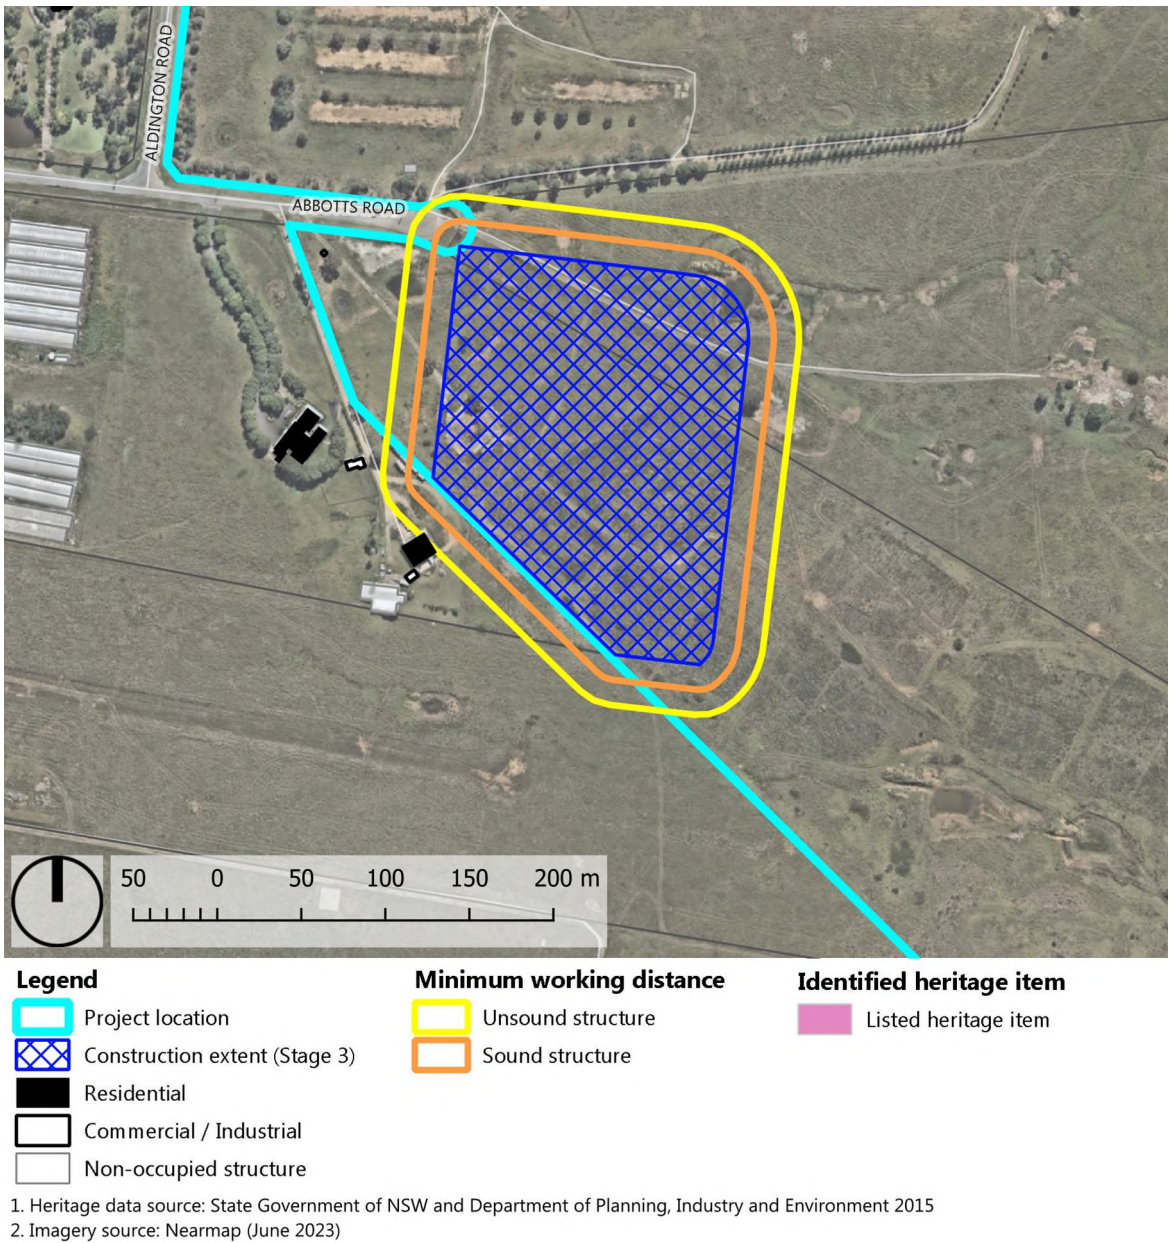 ALDINGTON ROAD
ABBOTTS ROAD
50 0 50 100 150 200 m
Legend
Project location
Construction extent (Stage 3)
Residential
Commercial / Industrial
Non-occupied structure
Minimum working distance
Unsound structure
Sound structure
Identified heritage item
Listed heritage item
1. Heritage data source: State Government of NSW and Department of Planning, Industry and Environment 2015
2. Imagery source: Nearmap (June 2023)